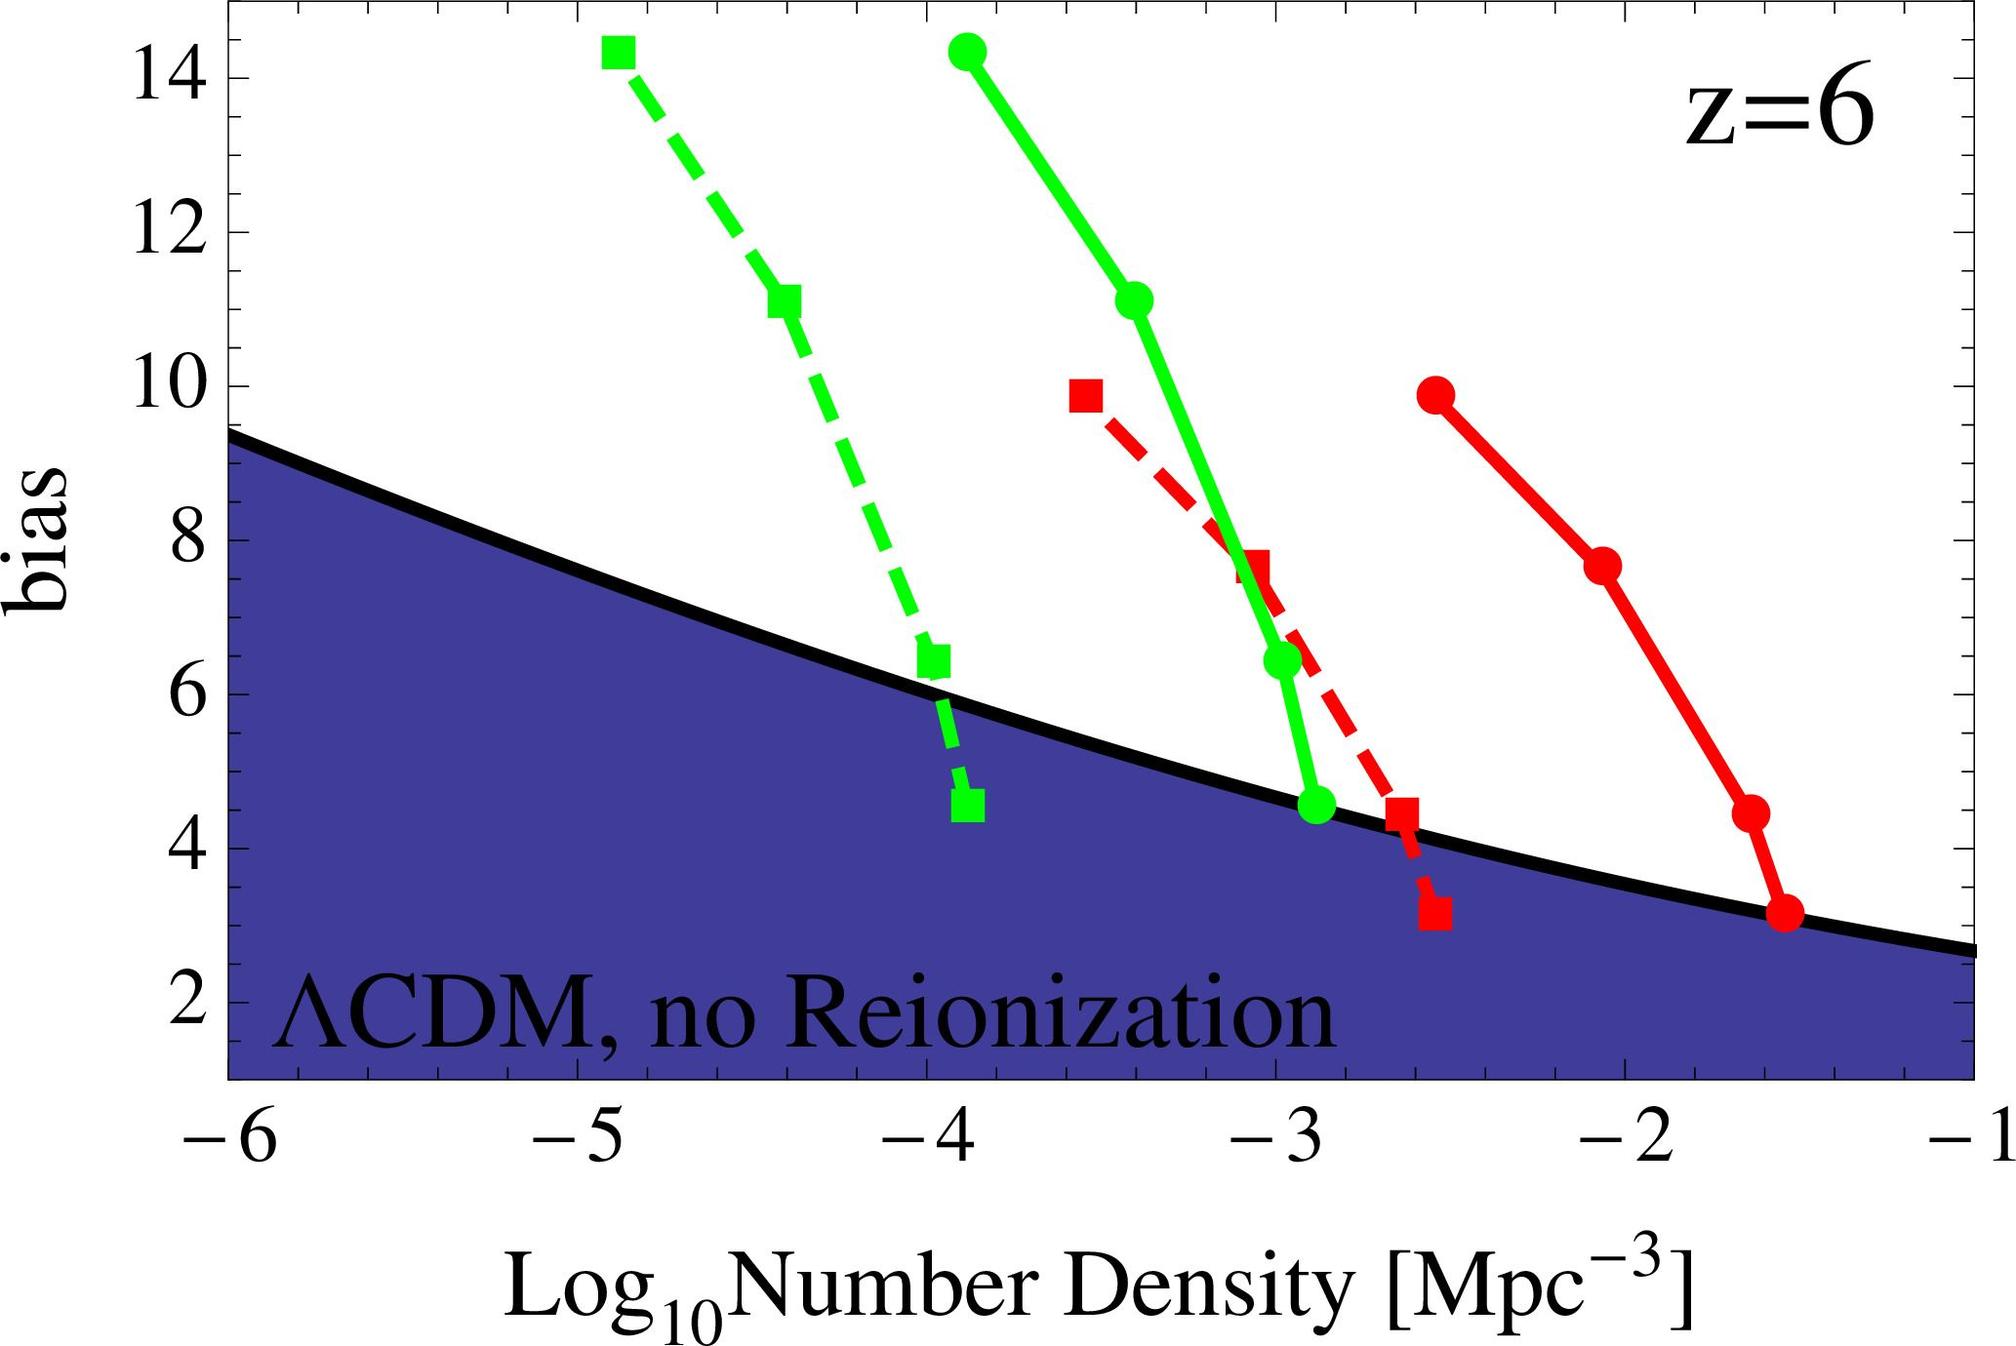 z=6
14
12
10
8
6
4
2
bias
ΛCDM, no Reionization
−6 −5 −4 −3 −2 −1
Log₁₀Number Density [Mpc⁻³]